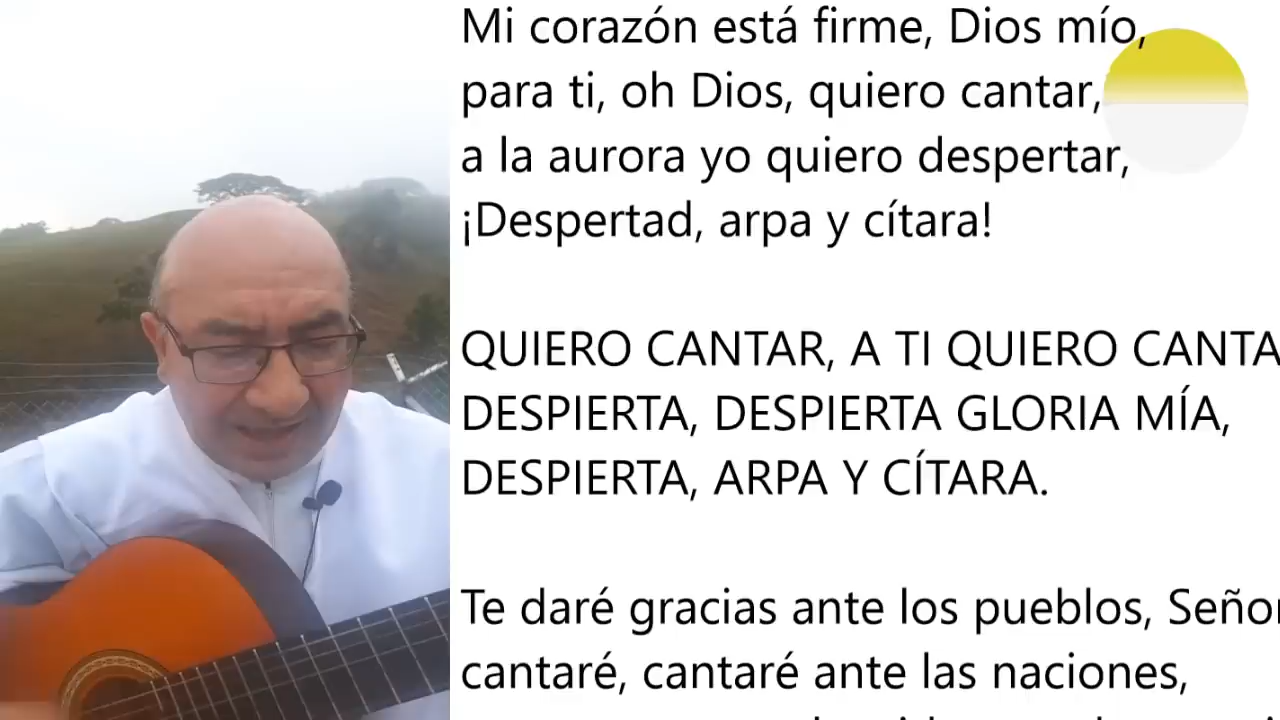 Mi corazón está firme, Dios mío,
para ti, oh Dios, quiero cantar,
a la aurora yo quiero despertar,
¡Despertad, arpa y cítara!
QUIERO CANTAR, A TI QUIERO CANTA
DESPIERTA, DESPIERTA GLORIA MÍA,
DESPIERTA, ARPA Y CÍTARA.
Te daré gracias ante los pueblos, Señor
cantaré, cantaré ante las naciones,